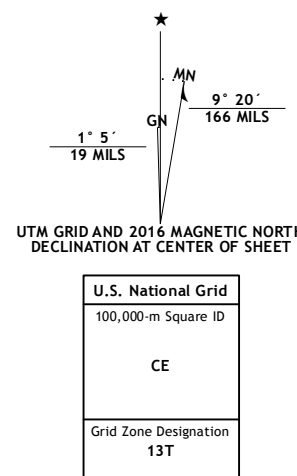 ★
MN
GN
9° 20´
166 MILS
1° 5´
19 MILS
UTM GRID AND 2016 MAGNETIC NORTH
DECLINATION AT CENTER OF SHEET
U.S. National Grid
100,000-m Square ID
CE
Grid Zone Designation
13T